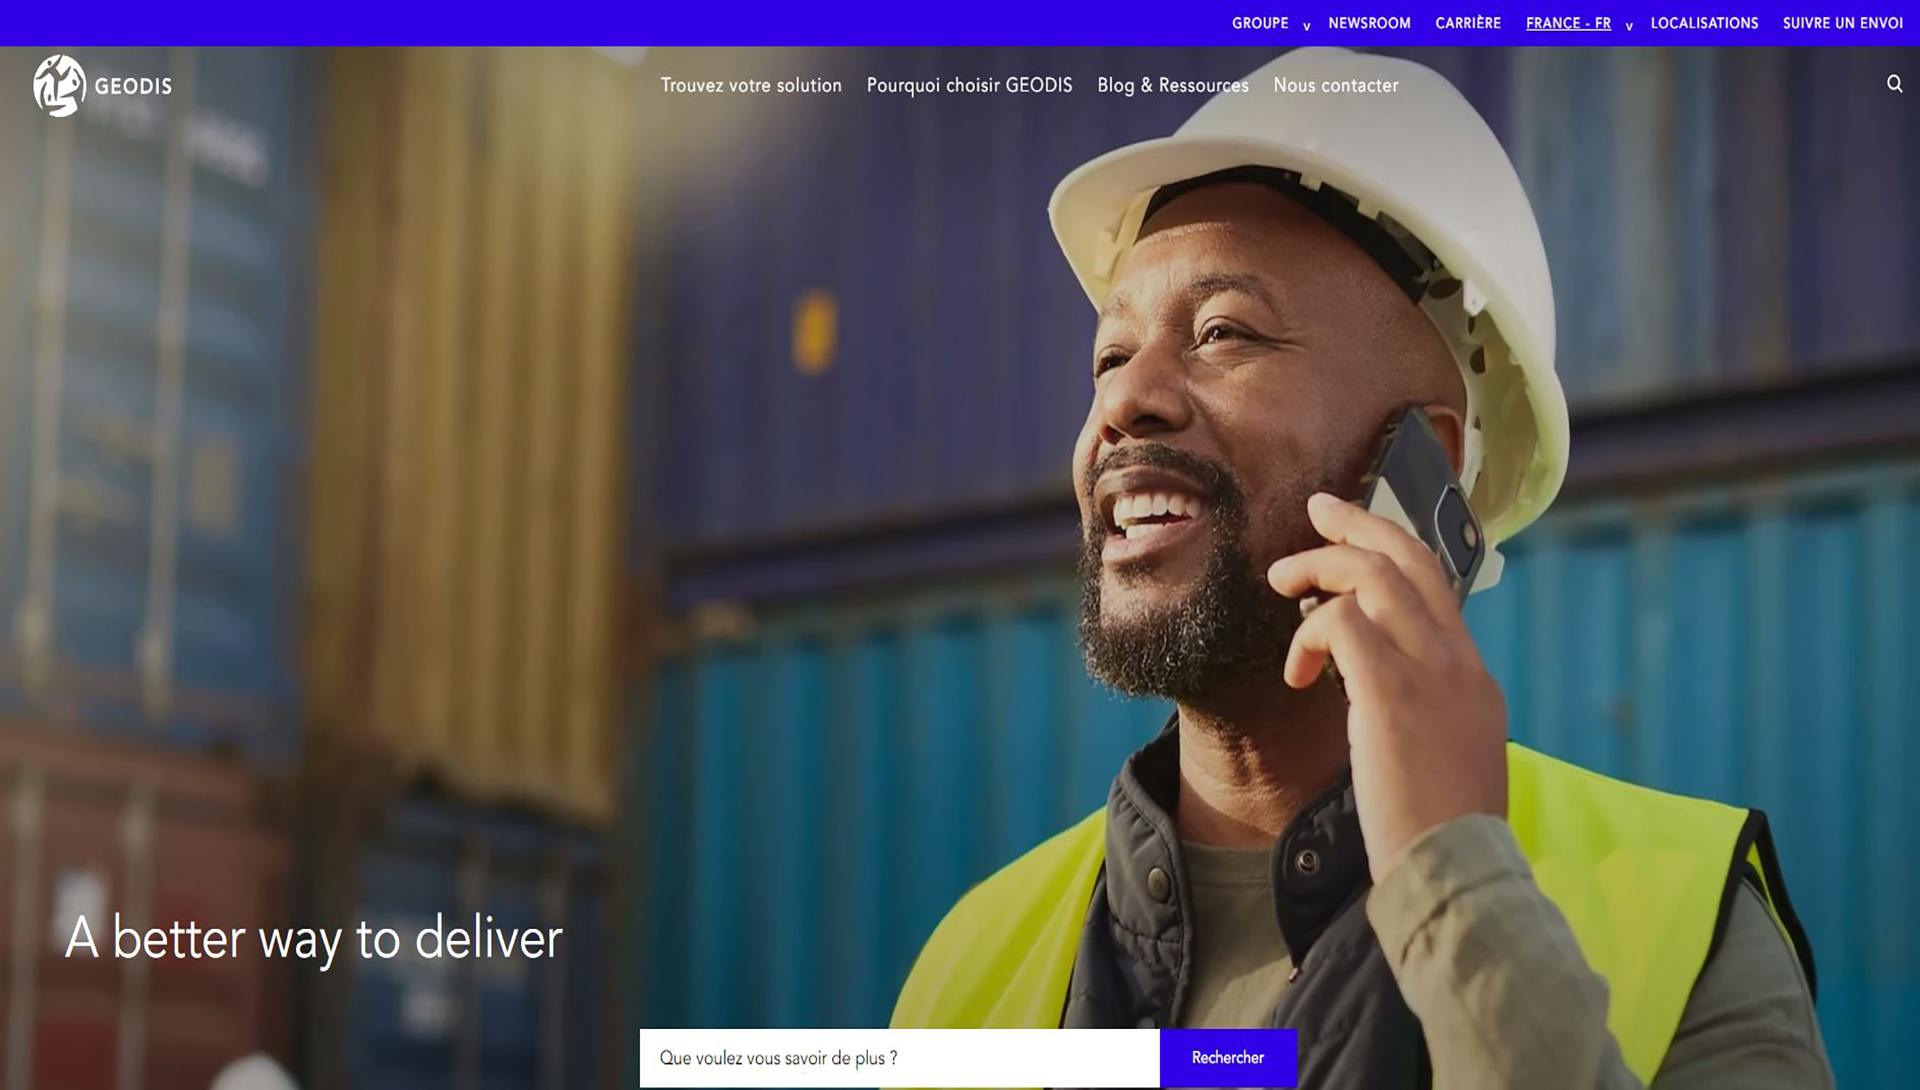 GROUPE v NEWSROOM CARRIÈRE FRANCE - FR v LOCALISATIONS SUIVRE UN ENVOI
GEODIS Trouvez votre solution Pourquoi choisir GEODIS Blog & Ressources Nous contacter
A better way to deliver
Que voulez vous savoir de plus ? Rechercher